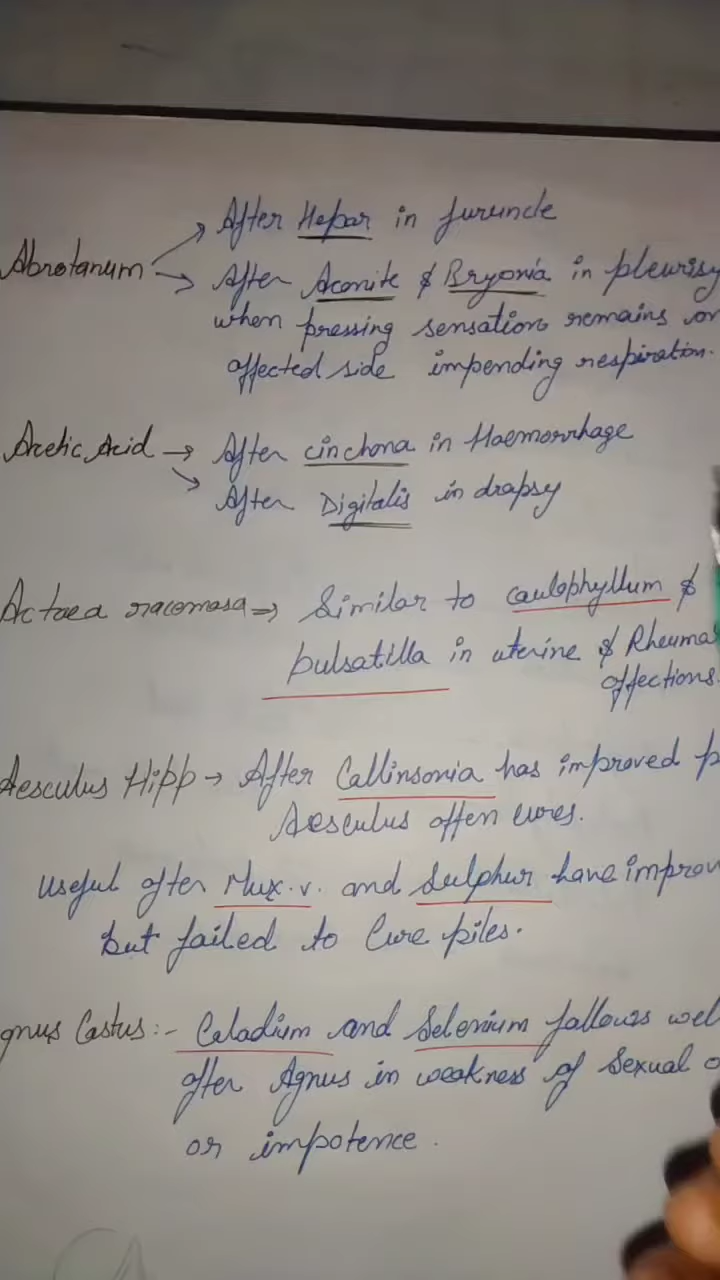 After Hepar in furuncle
Abrotanum → After Aconite & Bryonia in pleurisy
when pressing sensation remains on
affected side impending respiration.
Acetic Acid → After cinchona in Haemorrhage
After Digitalis in dropsy
Actaea racemosa ⇒ Similar to caulophyllum &
pulsatilla in uterine & Rheuma
affections.
Aesculus Hipp → After Collinsonia has improved p
Aesculus often cures.
Useful after Nux.v. and Sulphur have improv
but failed to Cure piles.
gnus Castus :- Caladium and Selenium follows wel
after Agnus in weakness of Sexual o
or impotence.